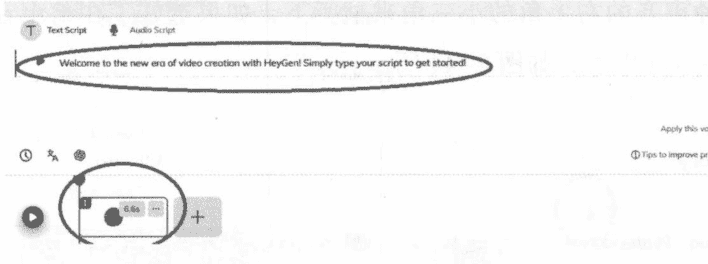 T Text Script Audio Script
Welcome to the new era of video creation with HeyGen! Simply type your script to get started!
Apply this vo
Tips to improve pr
1 6.6s ...